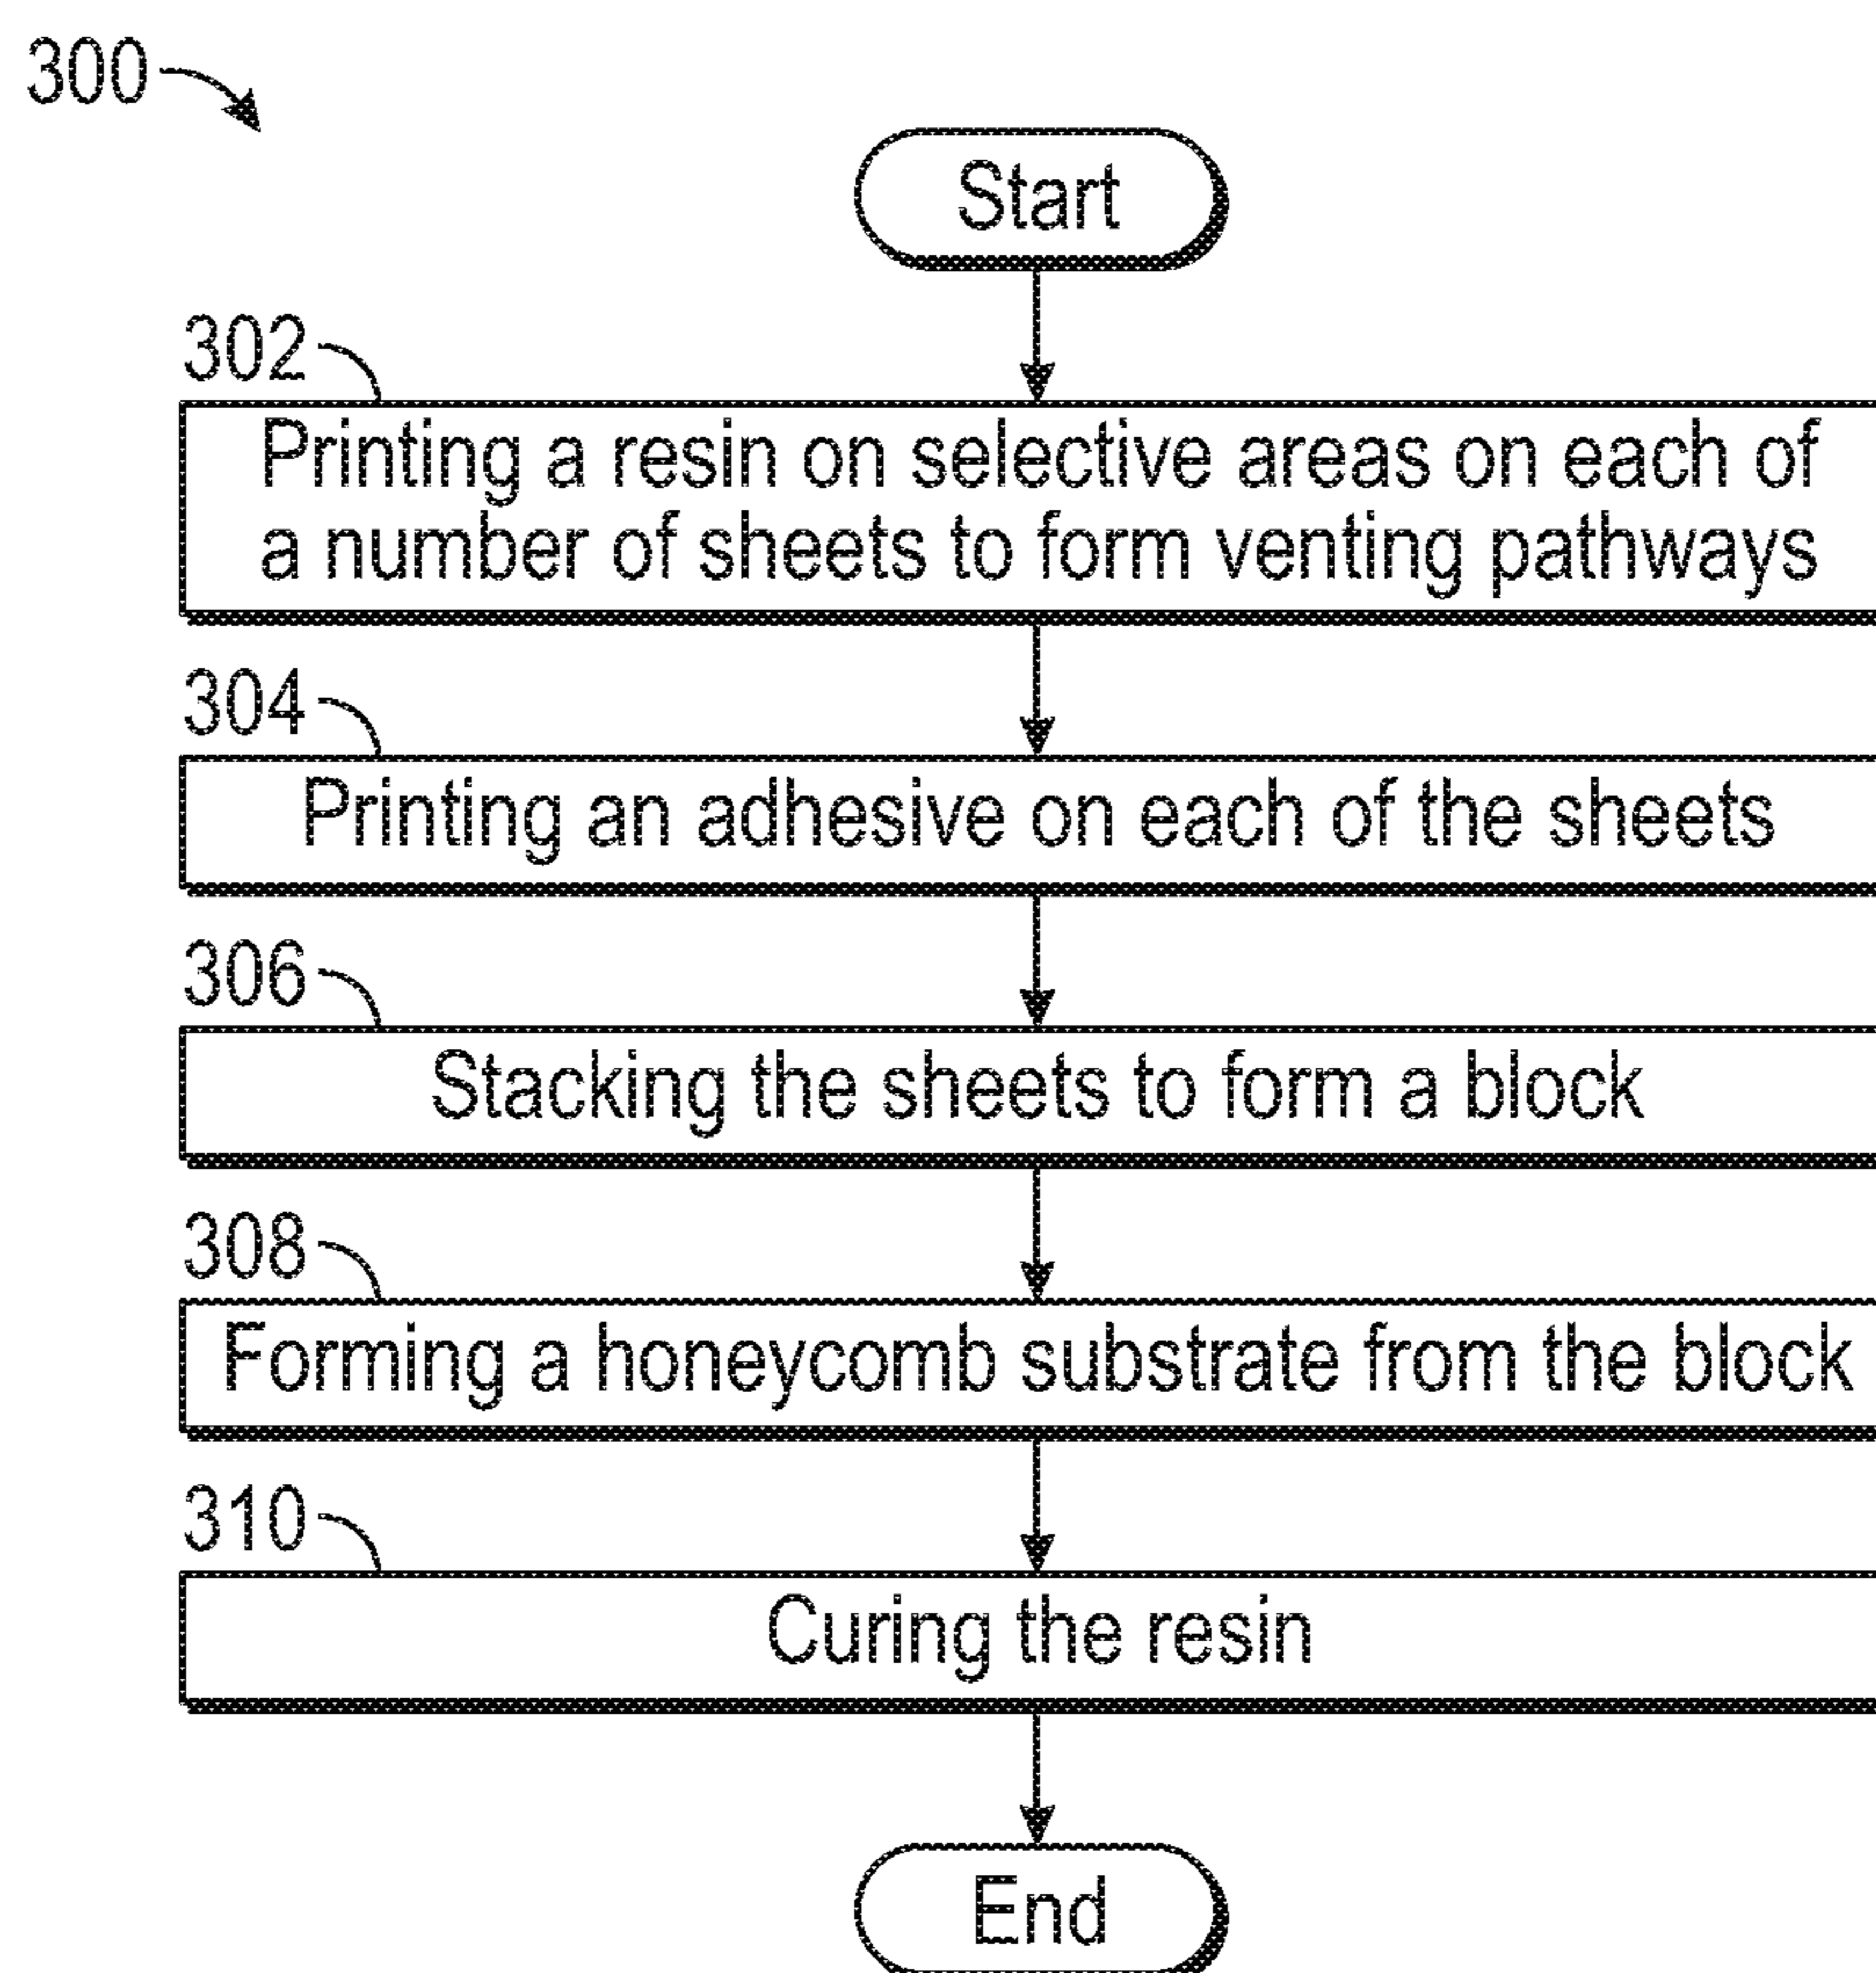 300
Start
302
Printing a resin on selective areas on each of
a number of sheets to form venting pathways
304
Printing an adhesive on each of the sheets
306
Stacking the sheets to form a block
308
Forming a honeycomb substrate from the block
310
Curing the resin
End